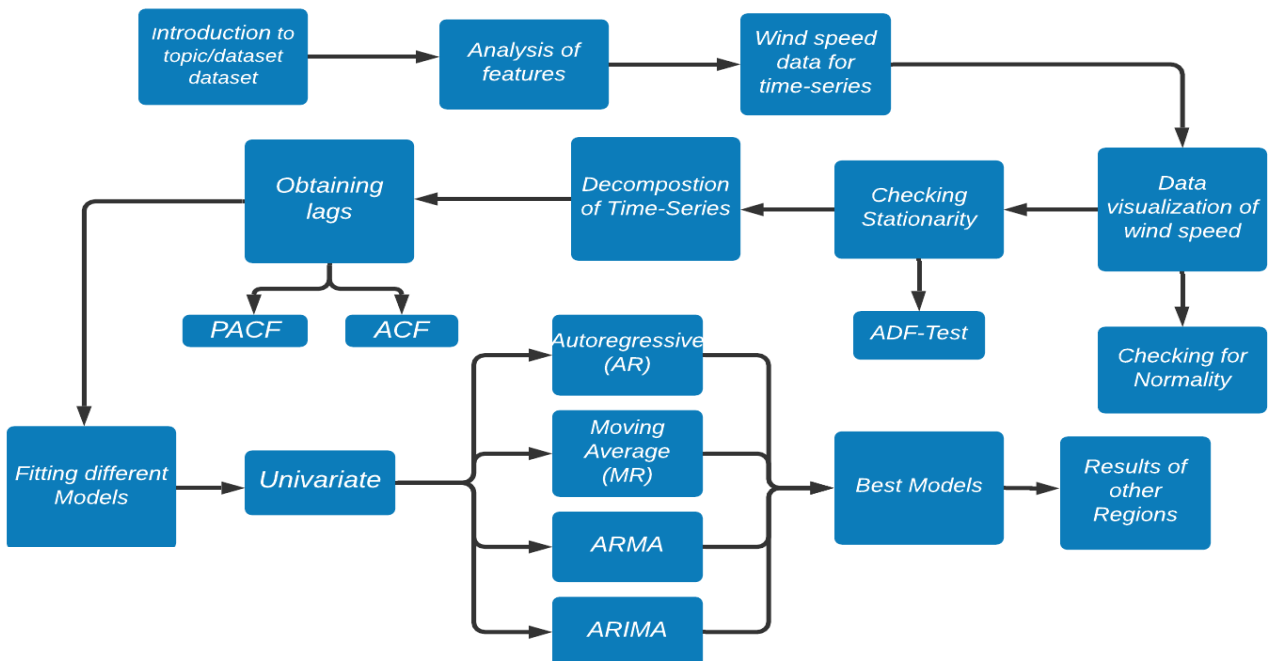 Introduction to
topic/dataset
dataset
Analysis of
features
Wind speed
data for
time-series
Data
visualization of
wind speed
Checking for
Normality
Checking
Stationarity
ADF-Test
Decompostion
of Time-Series
Obtaining
lags
PACF
ACF
Fitting different
Models
Univariate
Autoregressive
(AR)
Moving
Average
(MR)
ARMA
ARIMA
Best Models
Results of
other
Regions